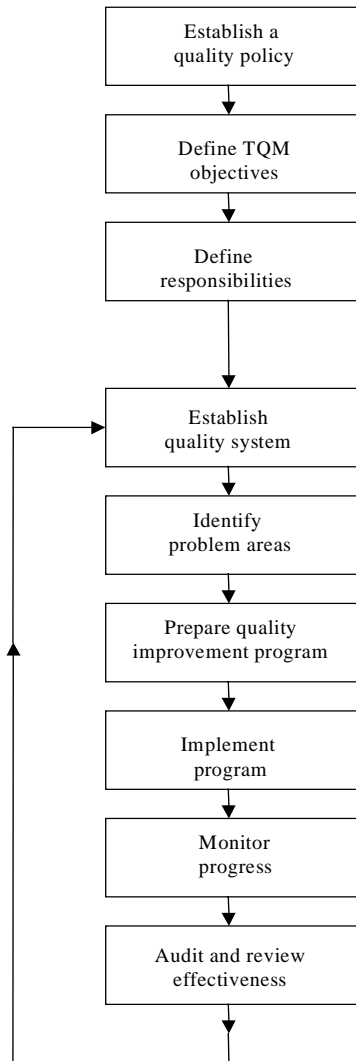 Establish a
quality policy
Define TQM
objectives
Define
responsibilities
Establish
quality system
Identify
problem areas
Prepare quality
improvement program
Implement
program
Monitor
progress
Audit and review
effectiveness